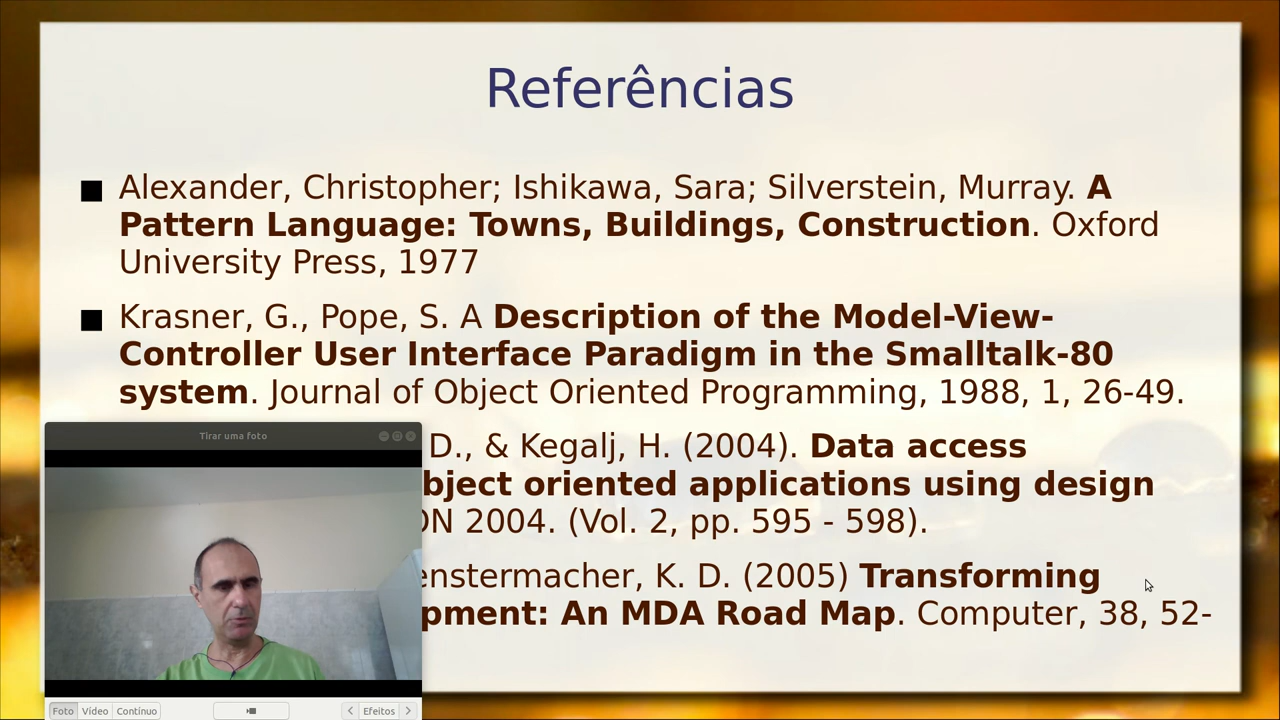 Referências
■ Alexander, Christopher; Ishikawa, Sara; Silverstein, Murray. A
Pattern Language: Towns, Buildings, Construction. Oxford
University Press, 1977
■ Krasner, G., Pope, S. A Description of the Model-View-
Controller User Interface Paradigm in the Smalltalk-80
system. Journal of Object Oriented Programming, 1988, 1, 26-49.
D., & Kegalj, H. (2004). Data access
bject oriented applications using design
N 2004. (Vol. 2, pp. 595 - 598).
enstermacher, K. D. (2005) Transforming
pment: An MDA Road Map. Computer, 38, 52-
Tirar uma foto
Foto Vídeo Contínuo Efeitos